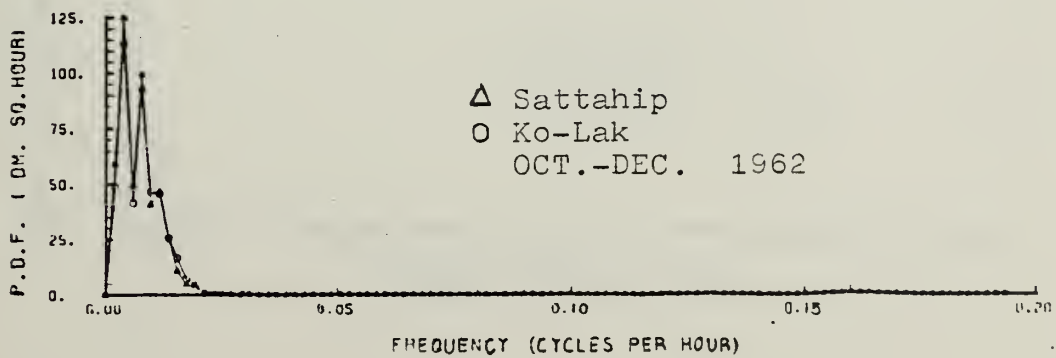 P.D.F. ( DM. SQ.HOUR)
125.
100.
75.
50.
25.
0.
Δ Sattahip
O Ko-Lak
OCT.-DEC. 1962
0.00 0.05 0.10 0.15 0.20
FREQUENCY (CYCLES PER HOUR)